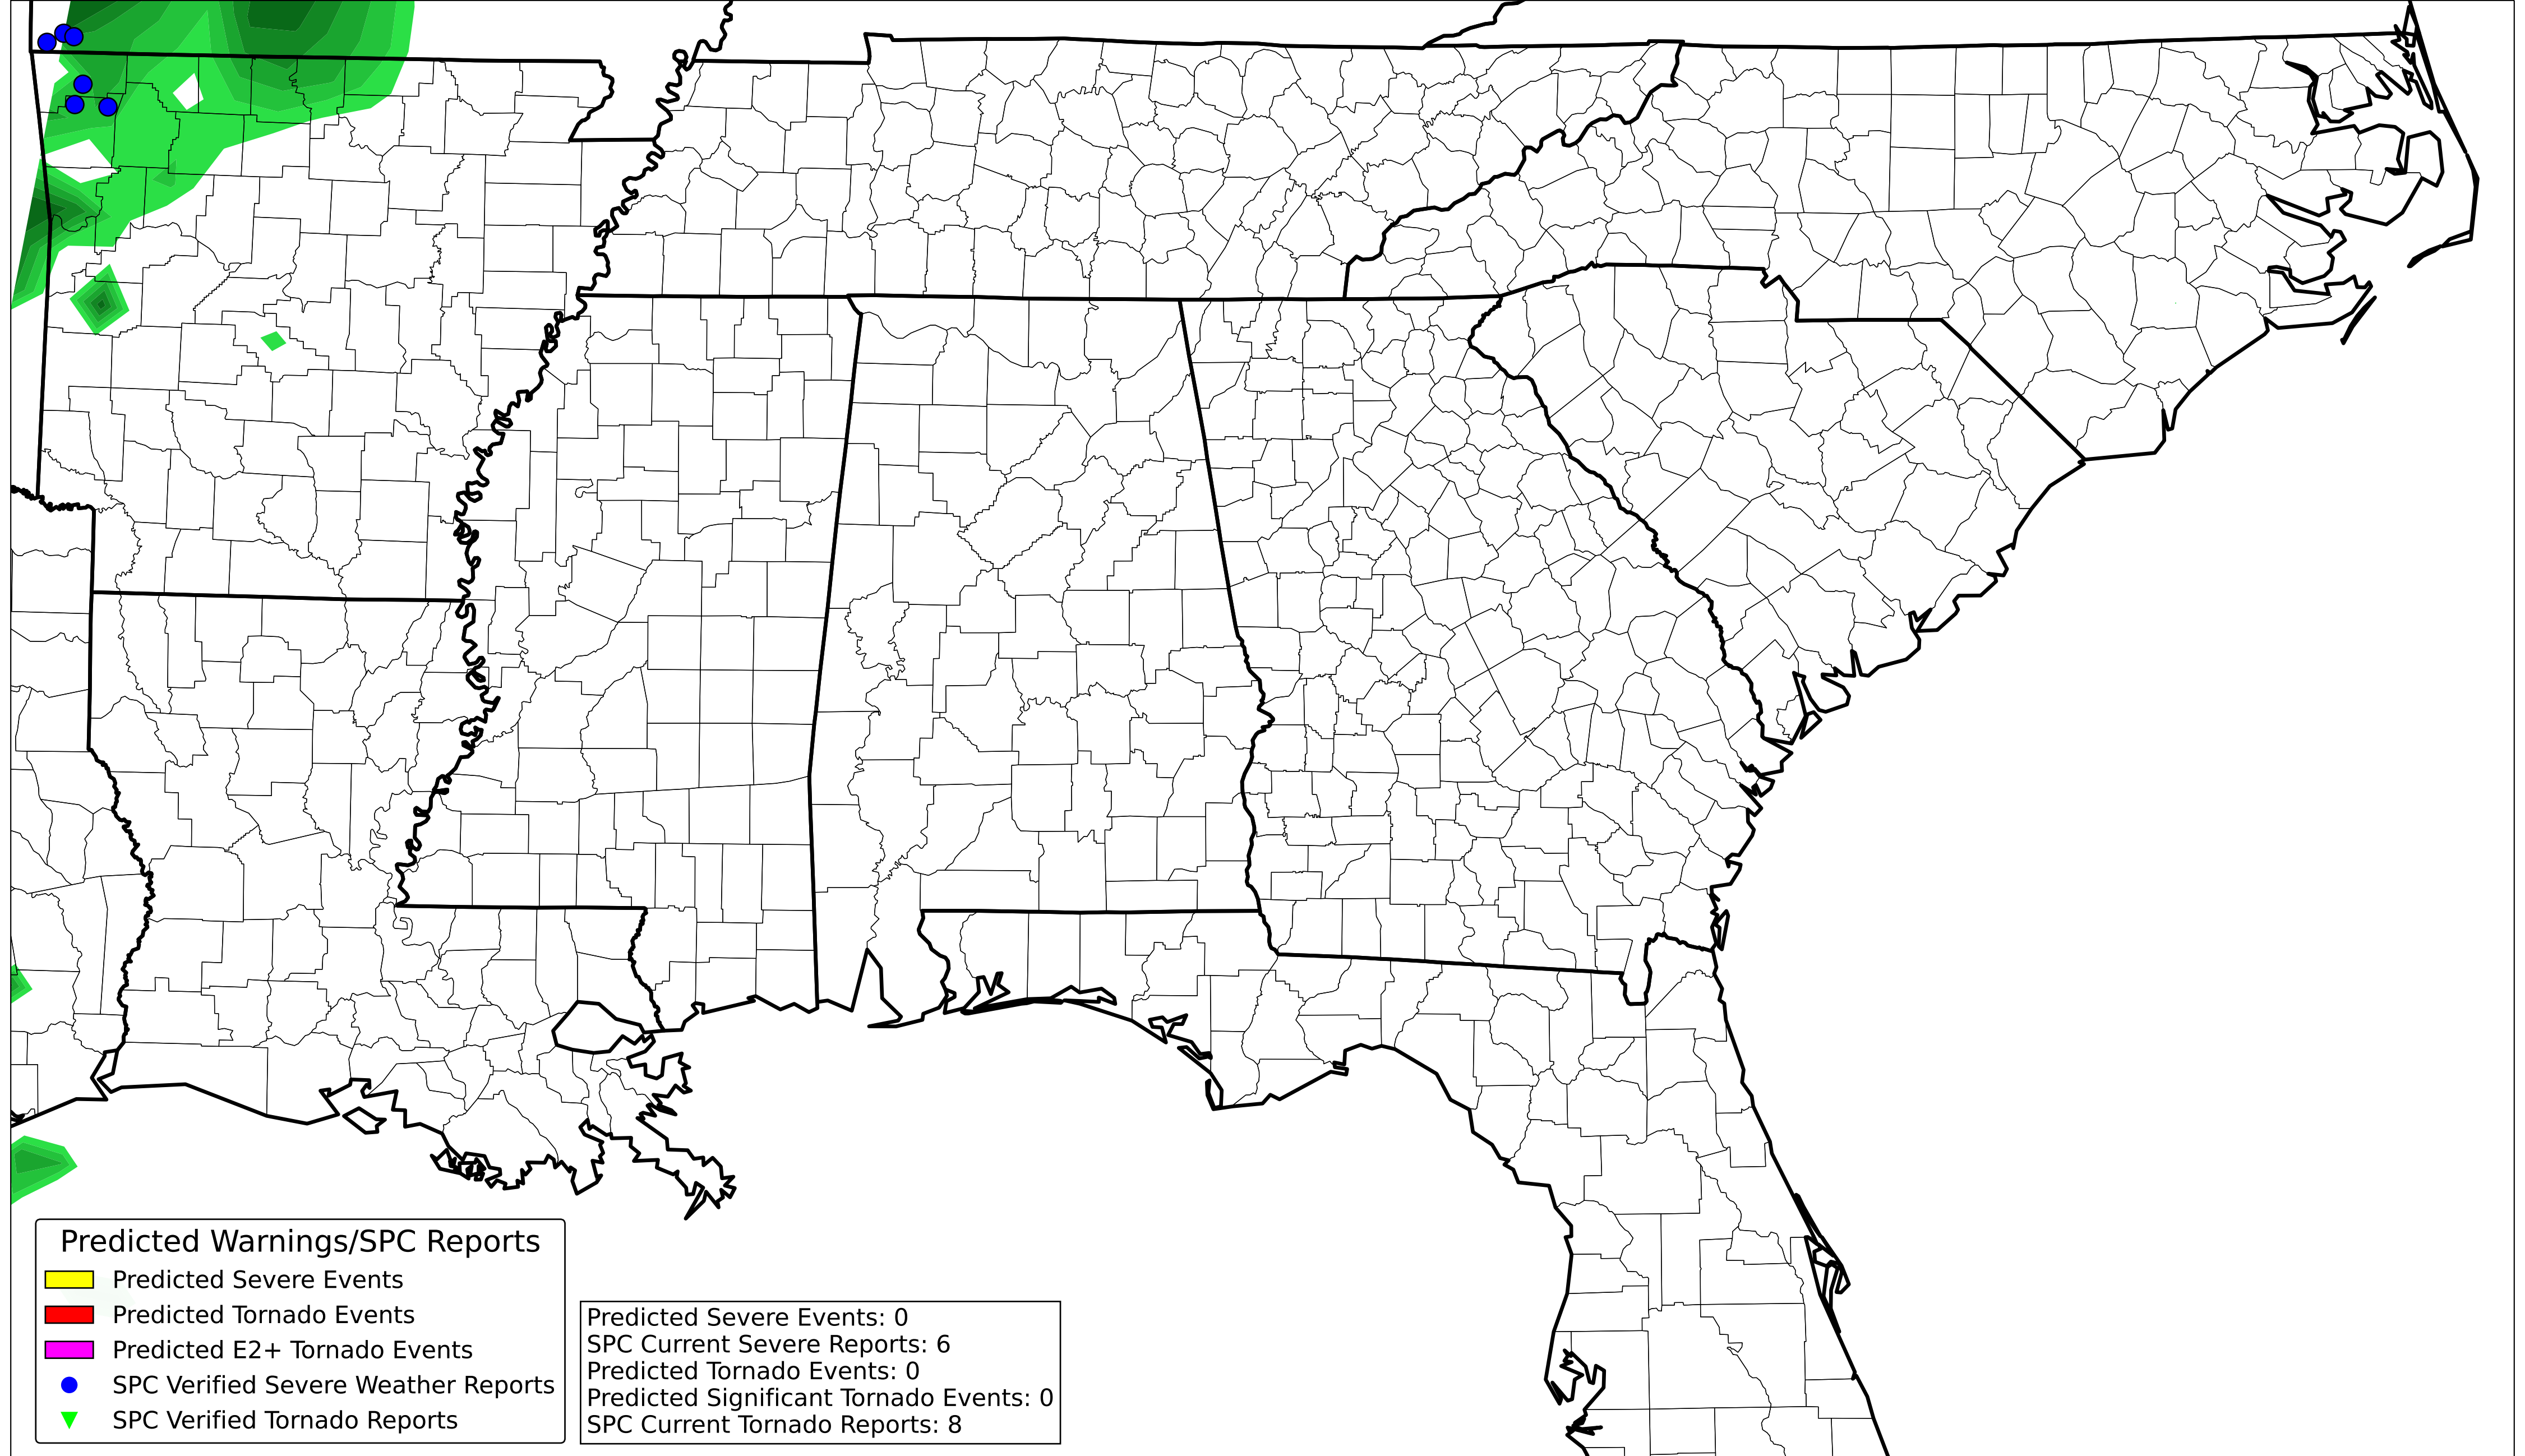 Predicted Warnings/SPC Reports
Predicted Severe Events
Predicted Tornado Events
Predicted E2+ Tornado Events
SPC Verified Severe Weather Reports
SPC Verified Tornado Reports
Predicted Severe Events: 0
SPC Current Severe Reports: 6
Predicted Tornado Events: 0
Predicted Significant Tornado Events: 0
SPC Current Tornado Reports: 8